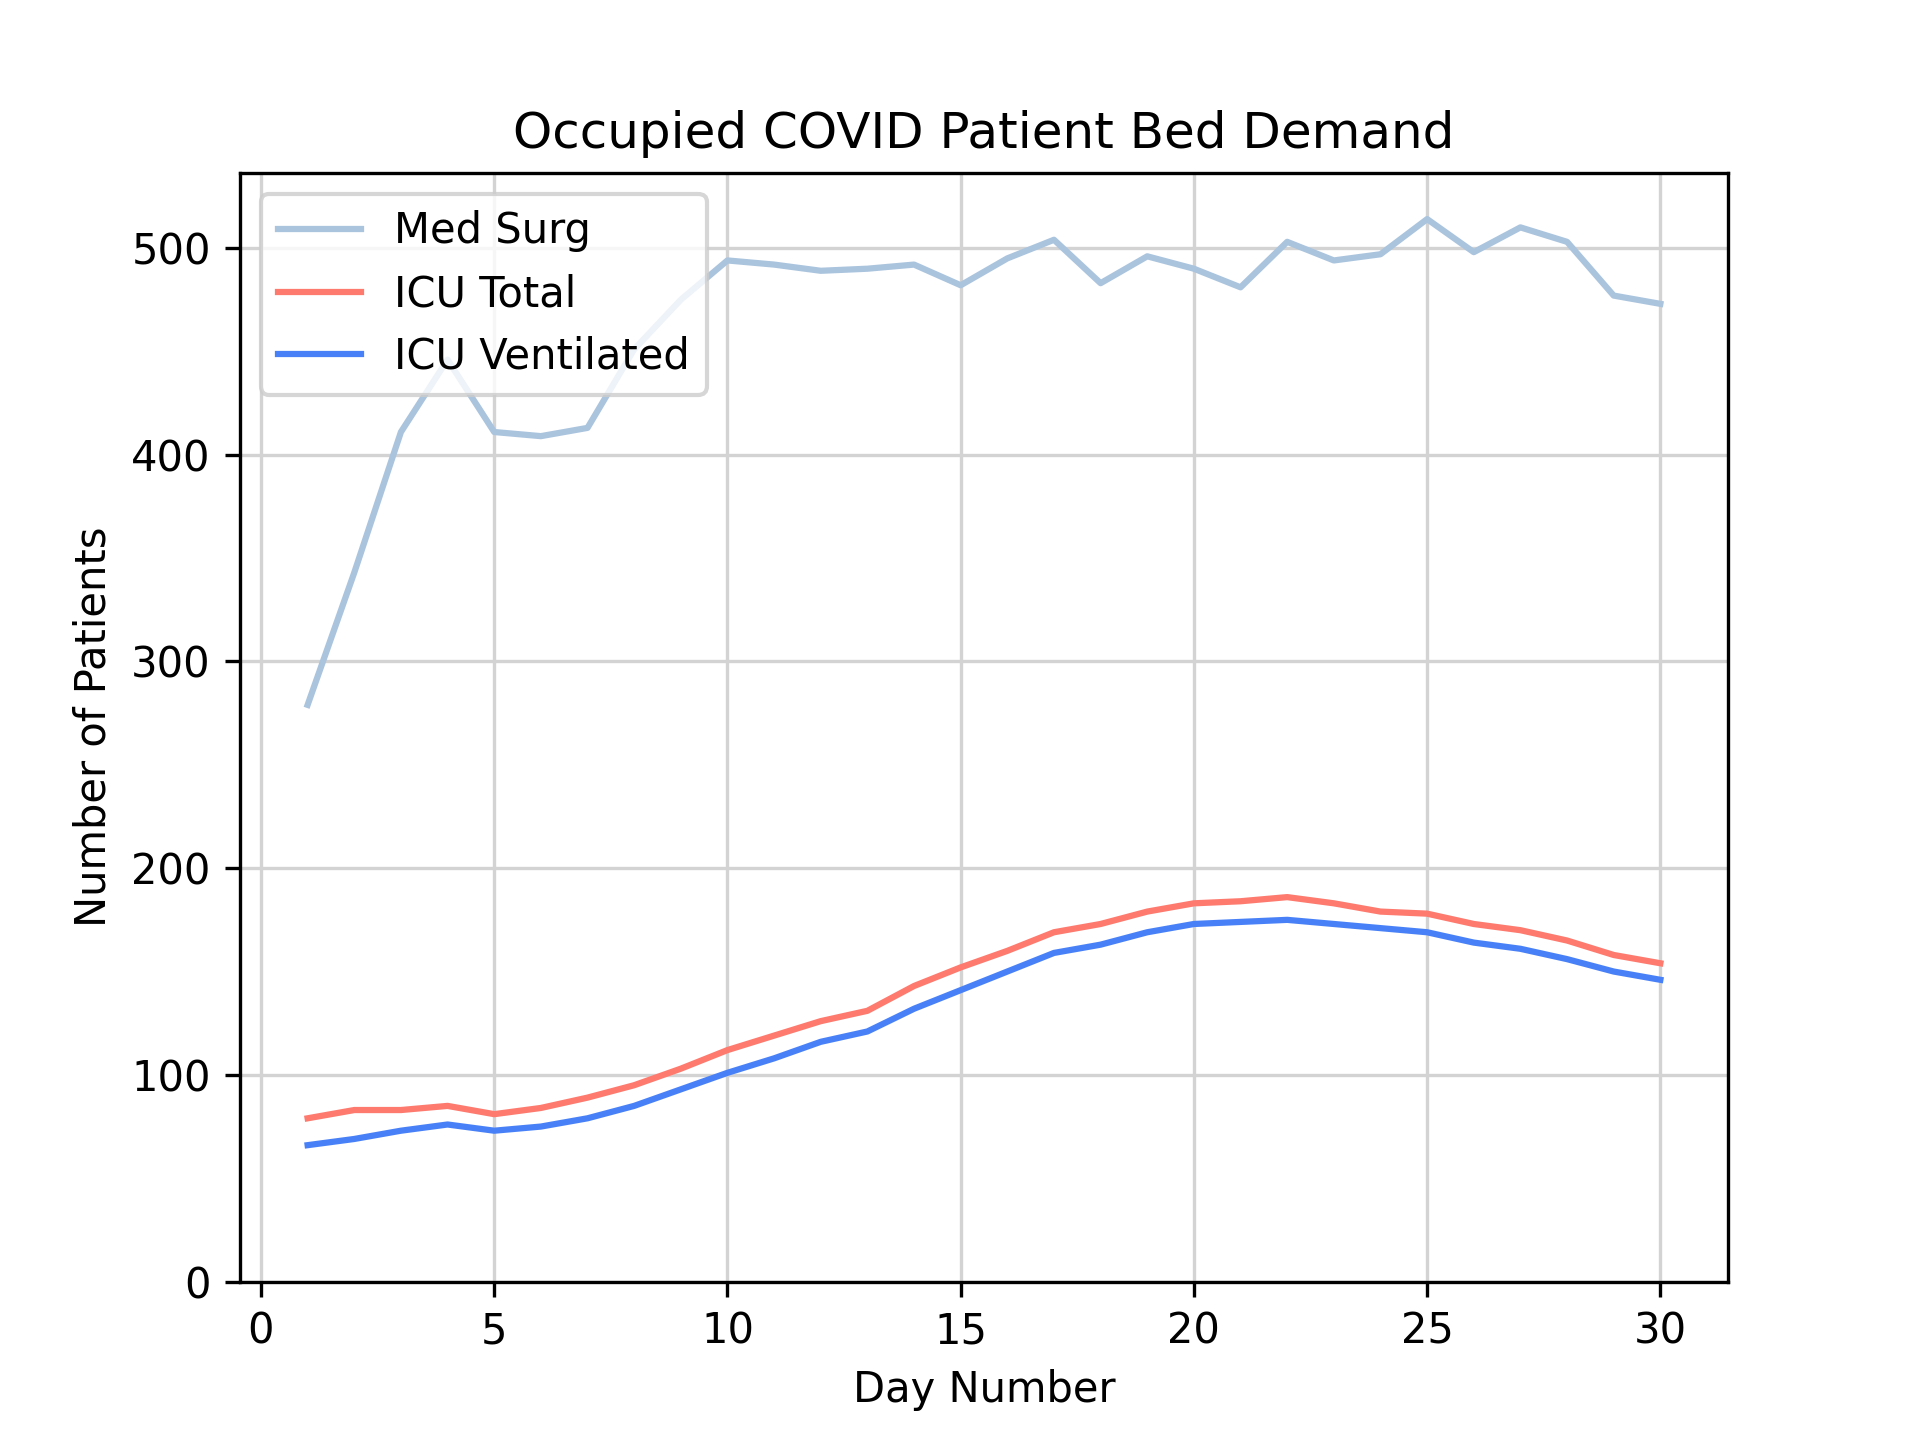 Occupied COVID Patient Bed Demand
Med Surg
ICU Total
ICU Ventilated
500
400
300
200
100
0
Number of Patients
0 5 10 15 20 25 30
Day Number